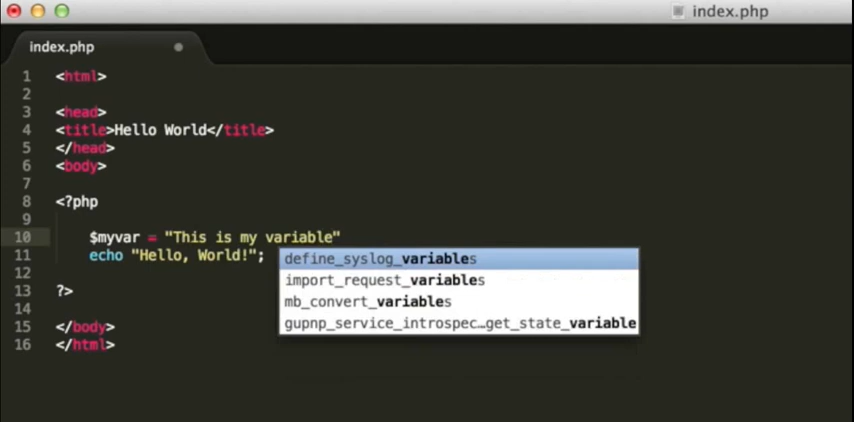 index.php
index.php
1 <html>
2
3 <head>
4 <title>Hello World</title>
5 </head>
6 <body>
7
8 <?php
9
10 $myvar = "This is my variable"
11 echo "Hello, World!";
12
13 ?>
14
15 </body>
16 </html>
define_syslog_variables
import_request_variables
mb_convert_variables
gupnp_service_introspec…get_state_variable